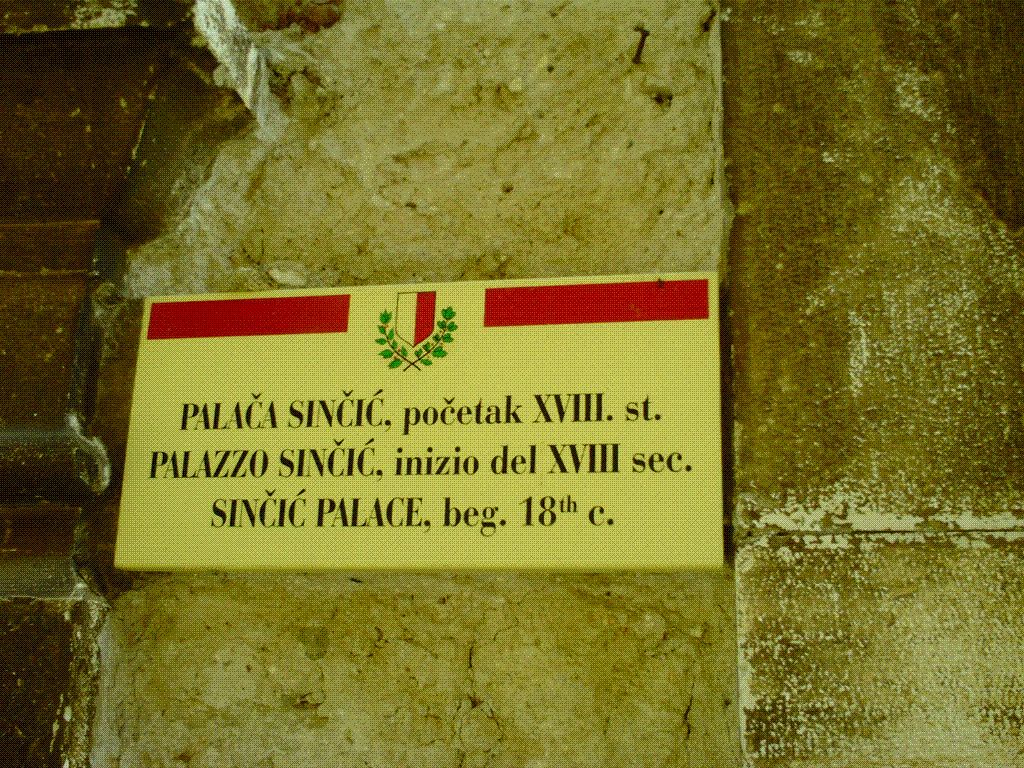 PALAČA SINČIĆ, početak XVIII. st.
PALAZZO SINČIĆ, inizio del XVIII sec.
SINČIĆ PALACE, beg. 18th c.